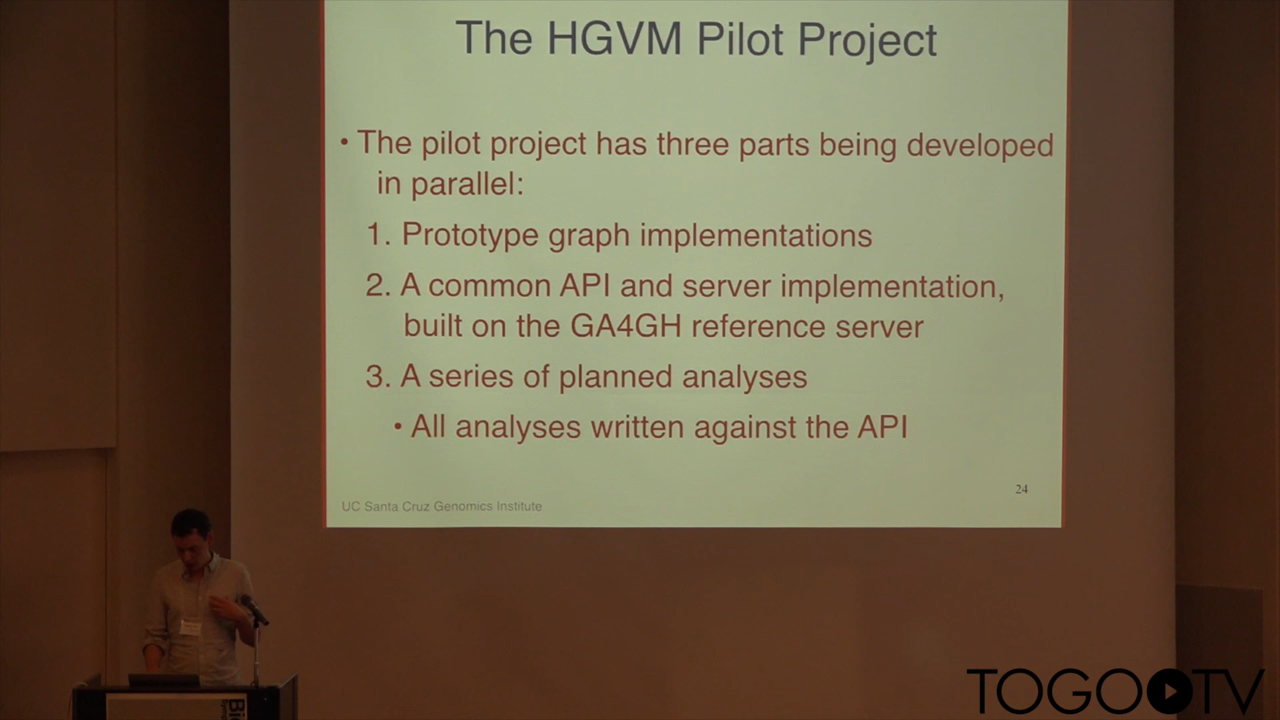 The HGVM Pilot Project
• The pilot project has three parts being developed
in parallel:
1. Prototype graph implementations
2. A common API and server implementation,
built on the GA4GH reference server
3. A series of planned analyses
• All analyses written against the API
24
UC Santa Cruz Genomics Institute
TOGOTV